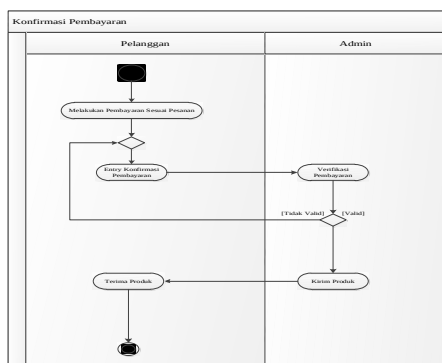 Konfirmasi Pembayaran
Pelanggan
Admin
Melakukan Pembayaran Sesuai Pesanan
Entry Konfirmasi
Pembayaran
Verifikasi
Pembayaran
[Tidak Valid]
[Valid]
Terima Produk
Kirim Produk